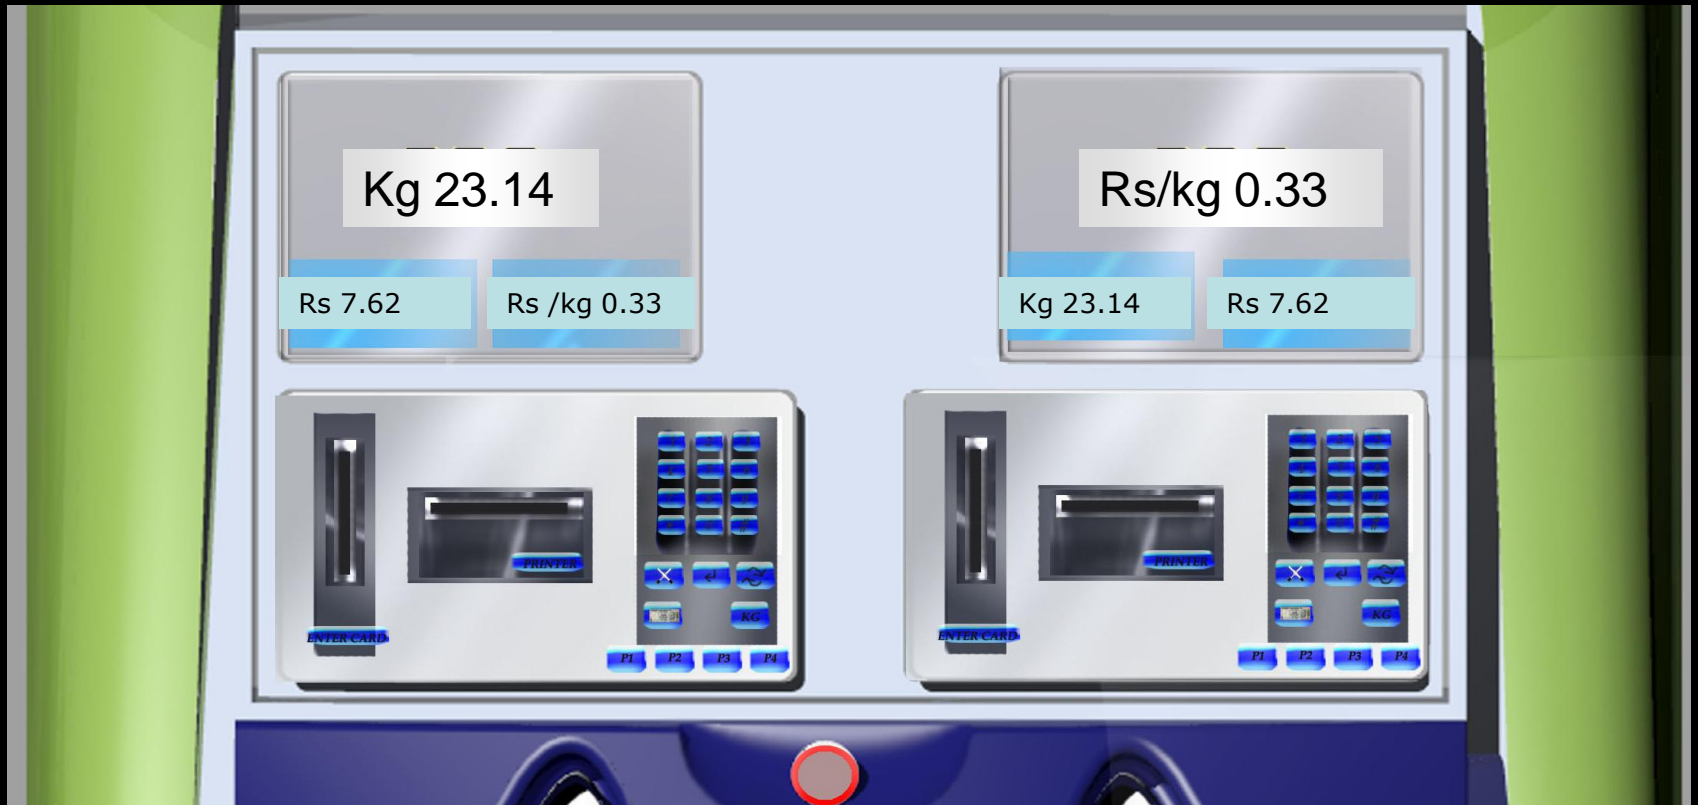 Kg 23.14
Rs/kg 0.33
Rs 7.62
Rs /kg 0.33
Kg 23.14
Rs 7.62
PRINTER
PRINTER
ENTER CARD
KG
ENTER CARD
KG
P1 P2 P3 P4
P1 P2 P3 P4